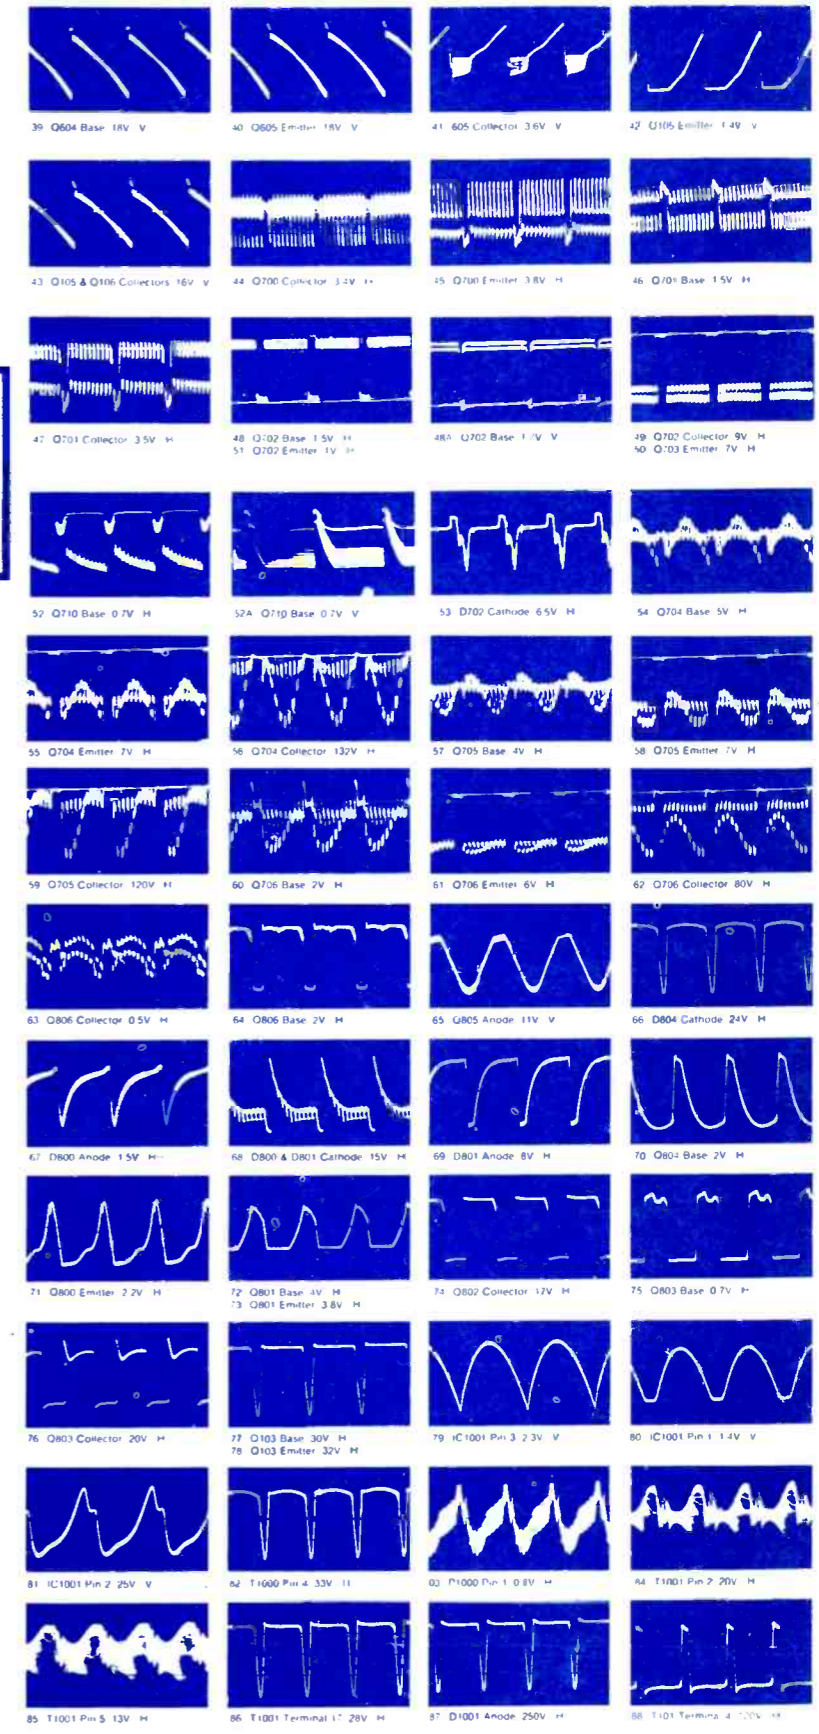 39 Q604 Base 18V V
40 Q605 Emitter 18V V
41 605 Collector 3.6V V
42 Q105 Emitter 1.4V V
43 Q105 & Q106 Collectors 16V V
44 Q700 Collector 3.4V H
45 Q700 Emitter 3.8V H
46 Q701 Base 1.5V H
47 Q701 Collector 3.5V H
48 Q702 Base 1.5V H
51 Q702 Emitter 1V H
48A Q702 Base V
49 Q702 Collector 9V H
50 Q703 Emitter 7V H
52 Q710 Base 0.7V H
52A Q710 Base 0.7V V
53 D702 Cathode 6.5V H
54 Q704 Base 5V H
55 Q704 Emitter 7V H
56 Q704 Collector 132V H
57 Q705 Base 4V H
58 Q705 Emitter 7V H
59 Q705 Collector 120V H
60 Q706 Base 2V H
61 Q706 Emitter 6V H
62 Q706 Collector 80V H
63 Q806 Collector 0.5V H
64 Q806 Base 2V H
65 Q805 Anode 11V V
66 D804 Cathode 24V H
67 D800 Anode 1.5V H
68 D800 & D801 Cathode 15V H
69 D801 Anode 8V H
70 Q804 Base 2V H
71 Q800 Emitter 2.2V H
72 Q801 Base 4V H
73 Q801 Emitter 3.8V H
74 Q802 Collector 17V H
75 Q803 Base 0.7V H
76 Q803 Collector 20V H
77 Q103 Base 30V H
78 Q103 Emitter 32V H
79 IC1001 Pin 3 2.3V V
80 IC1001 Pin 1 1.4V V
81 IC1001 Pin 2 25V V
82 T1000 Pin 4 33V H
03 P1000 Pin 1 0.8V H
84 T1001 Pin 2 20V H
85 T1001 Pin 5 13V H
86 T1001 Terminal 28V H
87 D1001 Anode 250V H
88 T101 Terminal 4